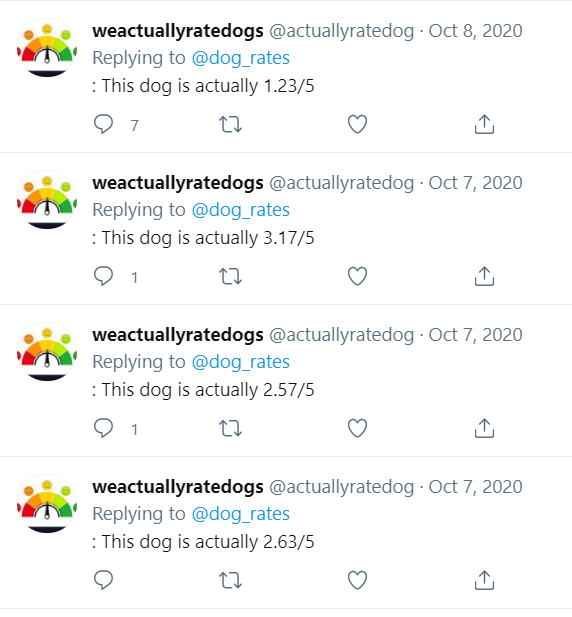 weactuallyratedogs @actuallyratedog · Oct 8, 2020
Replying to @dog_rates
: This dog is actually 1.23/5
7
weactuallyratedogs @actuallyratedog · Oct 7, 2020
Replying to @dog_rates
: This dog is actually 3.17/5
1
weactuallyratedogs @actuallyratedog · Oct 7, 2020
Replying to @dog_rates
: This dog is actually 2.57/5
1
weactuallyratedogs @actuallyratedog · Oct 7, 2020
Replying to @dog_rates
: This dog is actually 2.63/5